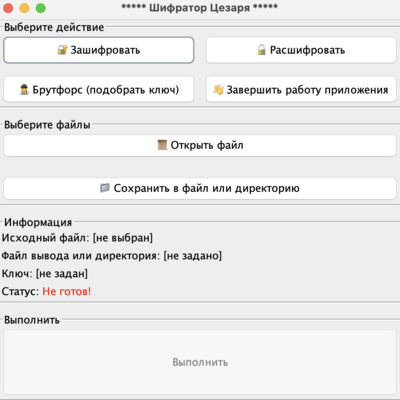 ***** Шифратор Цезаря *****
Выберите действие
Зашифровать
Расшифровать
Брутфорс (подобрать ключ)
Завершить работу приложения
Выберите файлы
Открыть файл
Сохранить в файл или директорию
Информация
Исходный файл: [не выбран]
Файл вывода или директория: [не задано]
Ключ: [не задан]
Статус: Не готов!
Выполнить
Выполнить